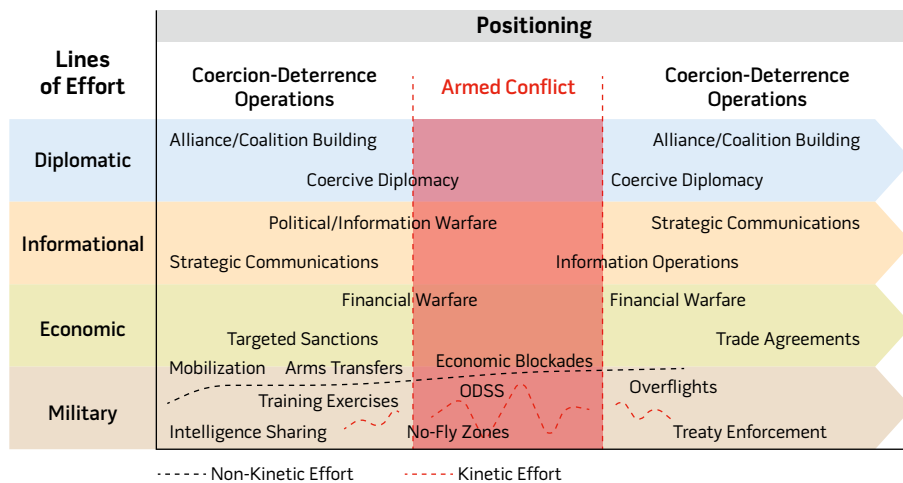 Positioning
Lines
of Effort
Coercion-Deterrence
Operations
Armed Conflict
Coercion-Deterrence
Operations
Diplomatic
Alliance/Coalition Building
Alliance/Coalition Building
Coercive Diplomacy
Coercive Diplomacy
Informational
Political/Information Warfare
Strategic Communications
Strategic Communications
Information Operations
Economic
Financial Warfare
Financial Warfare
Targeted Sanctions
Trade Agreements
Military
Mobilization
Arms Transfers
Economic Blockades
Training Exercises
ODSS
Overflights
Intelligence Sharing
No-Fly Zones
Treaty Enforcement
Non-Kinetic Effort
Kinetic Effort